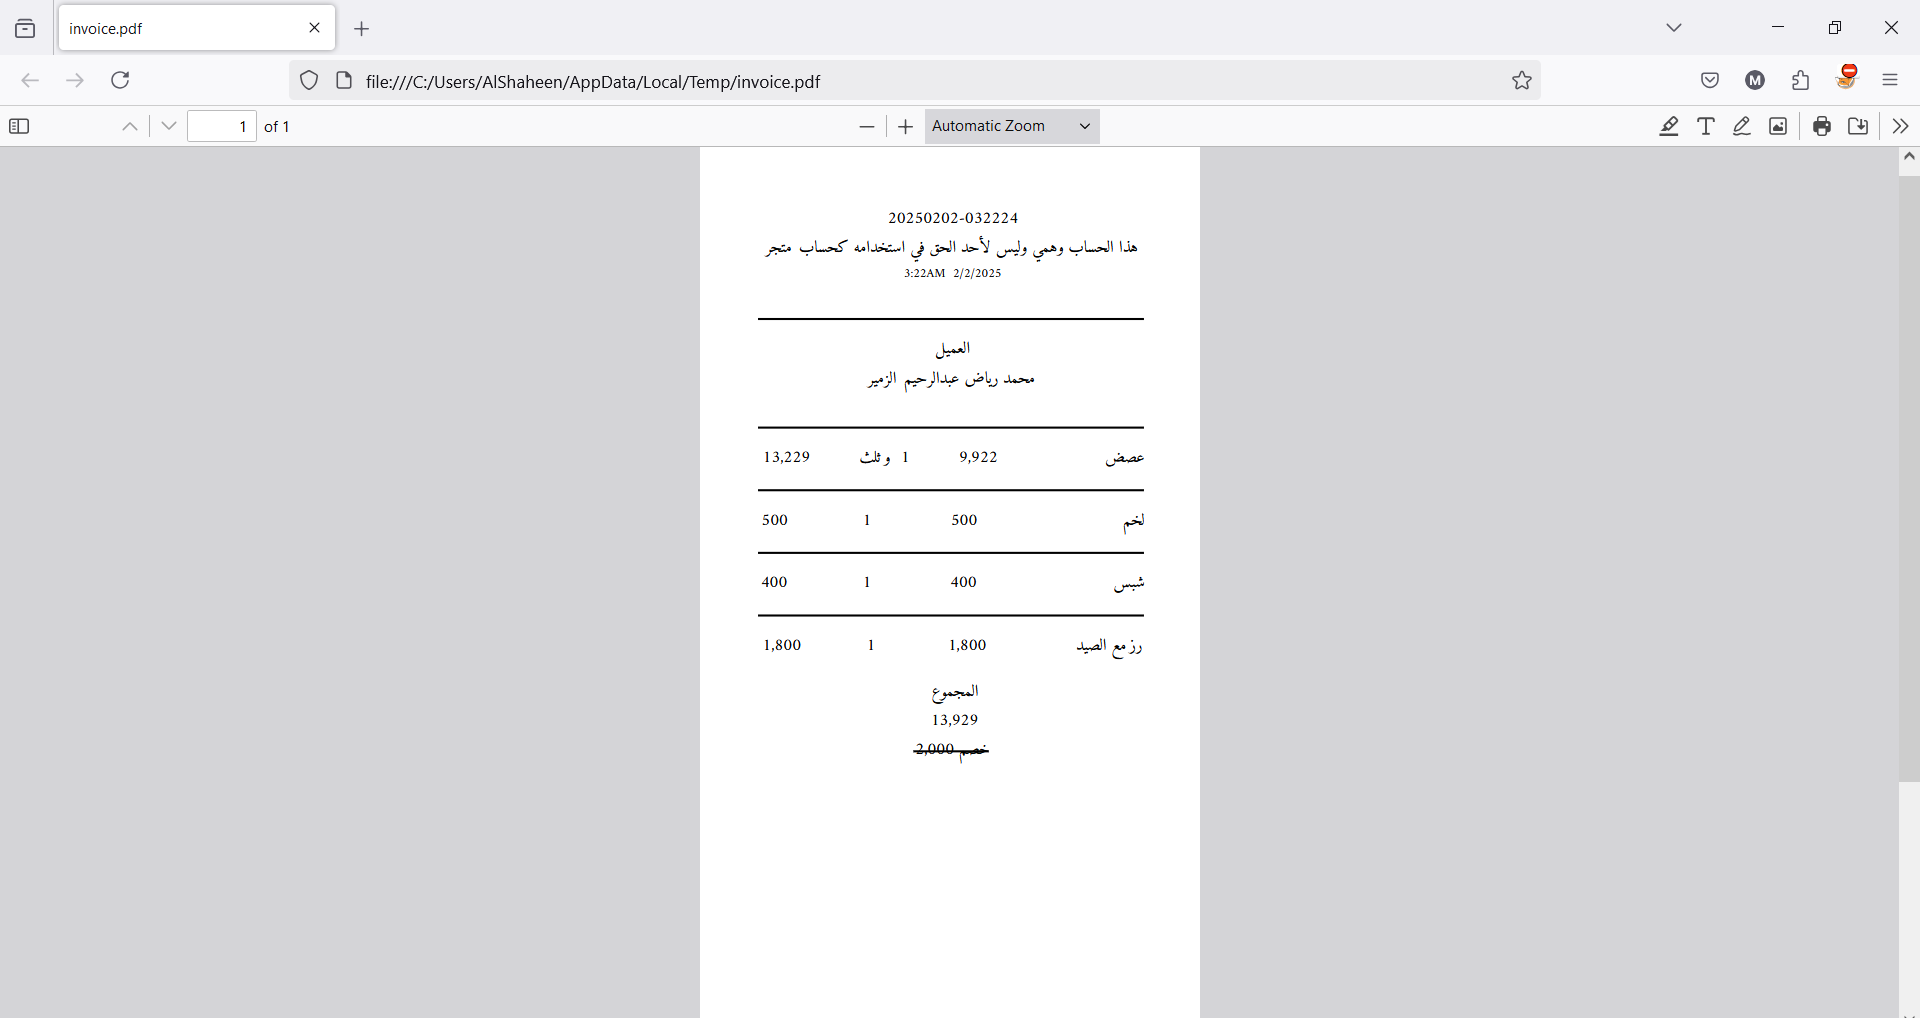 invoice.pdf
file:///C:/Users/AlShaheen/AppData/Local/Temp/invoice.pdf
M
1 of 1
Automatic Zoom
20250202-032224
هذا الحساب وهمي وليس لأحد الحق في استخدامه كحساب متجر
3:22AM 2/2/2025
العميل
محمد رياض عبدالرحيم الزمير
عصض 9,922 1 و ثلث 13,229
لخم 500 1 500
شبس 400 1 400
رز مع الصيد 1,800 1 1,800
المجموع
13,929
خصم 2,000